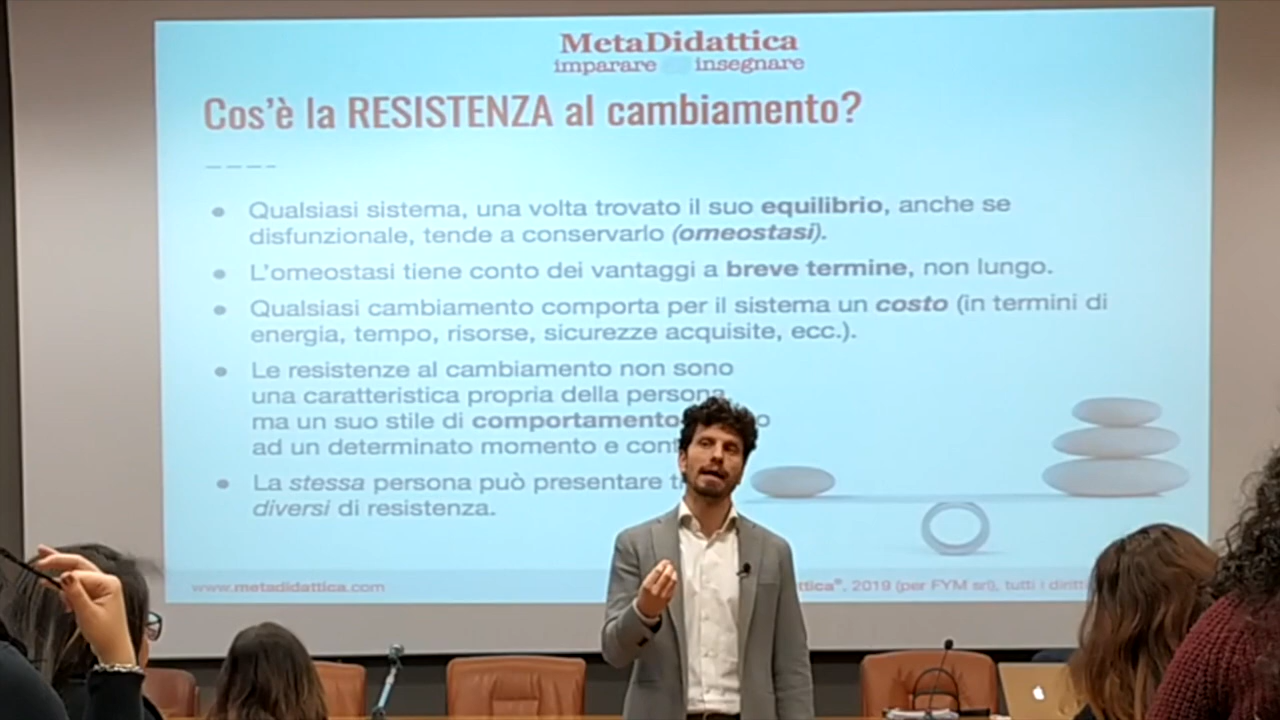 MetaDidattica
imparare insegnare
Cos'è la RESISTENZA al cambiamento?
● Qualsiasi sistema, una volta trovato il suo equilibrio, anche se
disfunzionale, tende a conservarlo (omeostasi).
● L'omeostasi tiene conto dei vantaggi a breve termine, non lungo.
● Qualsiasi cambiamento comporta per il sistema un costo (in termini di
energia, tempo, risorse, sicurezze acquisite, ecc.).
● Le resistenze al cambiamento non sono
una caratteristica propria della persona,
ma un suo stile di comportamento
ad un determinato momento e
● La stessa persona può presentare
diversi di resistenza.
www.metadidattica.com
ttica®, 2019 (per FYM srl), tutti i diritt